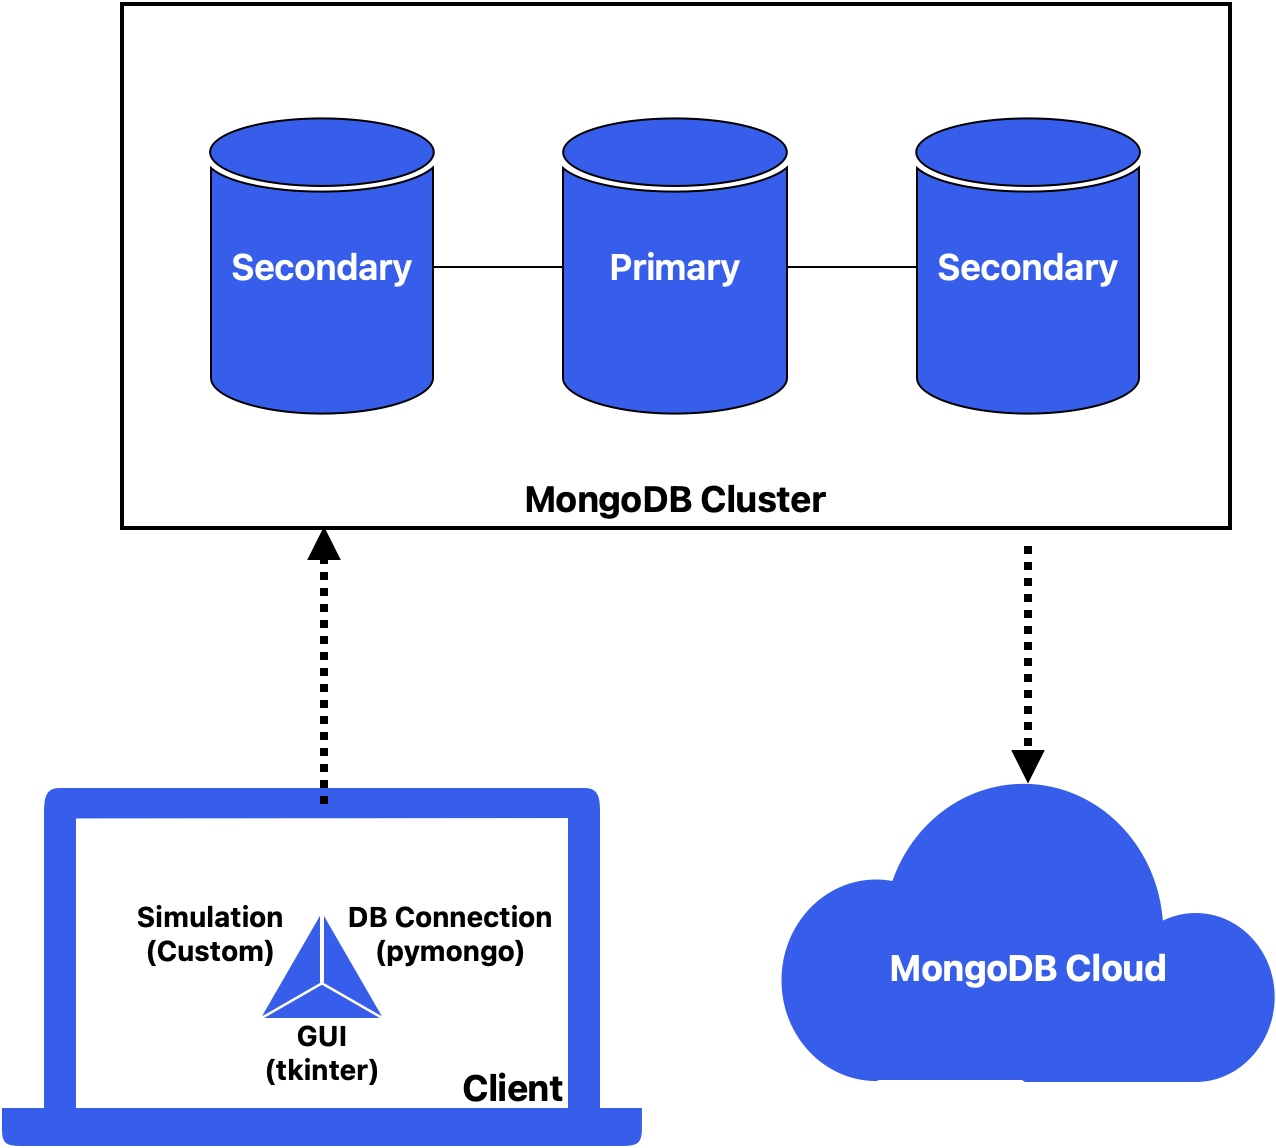 Secondary
Primary
Secondary
MongoDB Cluster
Simulation
(Custom)
DB Connection
(pymongo)
GUI
(tkinter)
Client
MongoDB Cloud